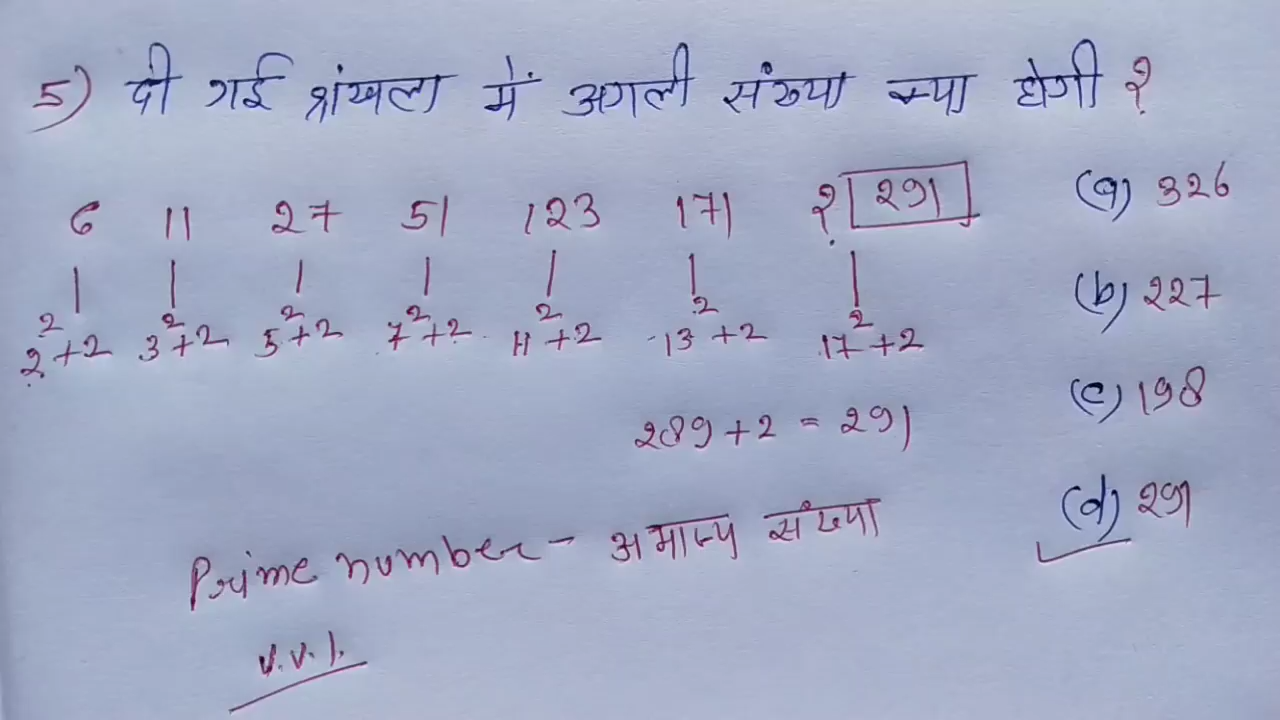 5) दी गई श्रंखला में अगली संख्या क्या होगी ?
6 11 27 51 123 171 ? 291
2²+2 3²+2 5²+2 7²+2 11²+2 13²+2 17²+2
289+2 = 291
(a) 326
(b) 227
(c) 198
(d) 291
Prime number - अभाज्य संख्या
V.V.I.